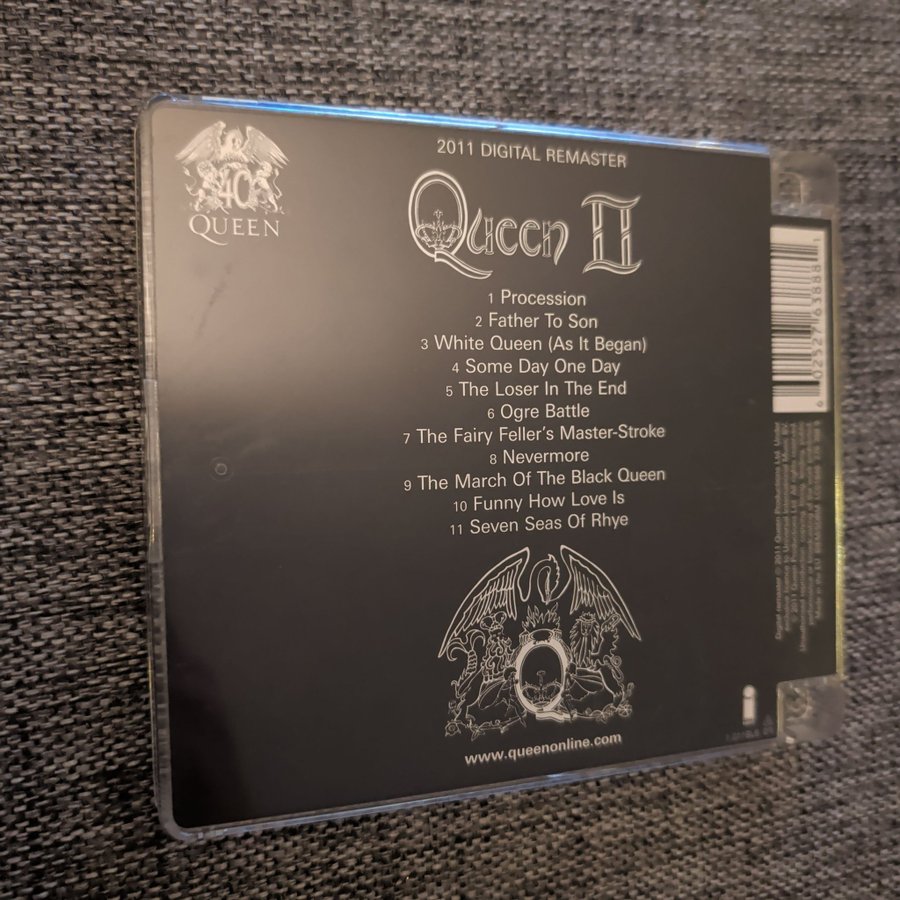 2011 DIGITAL REMASTER
40
QUEEN
Queen II
1 Procession
2 Father To Son
3 White Queen (As It Began)
4 Some Day One Day
5 The Loser In The End
6 Ogre Battle
7 The Fairy Feller's Master-Stroke
8 Nevermore
9 The March Of The Black Queen
10 Funny How Love Is
11 Seven Seas Of Rhye
www.queenonline.com